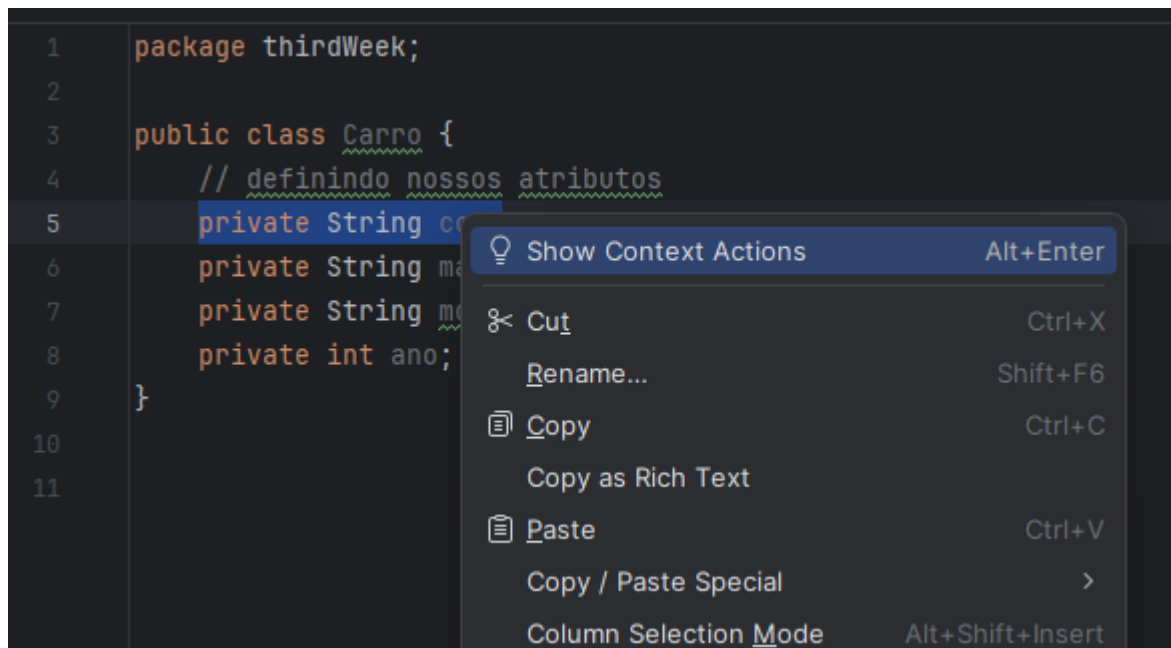 1 package thirdWeek;
2
3 public class Carro {
4 // definindo nossos atributos
5 private String
6 private String
7 private String
8 private int ano;
9 }
10
11
Show Context Actions Alt+Enter
Cut Ctrl+X
Rename... Shift+F6
Copy Ctrl+C
Copy as Rich Text
Paste Ctrl+V
Copy / Paste Special
Column Selection Mode Alt+Shift+Insert